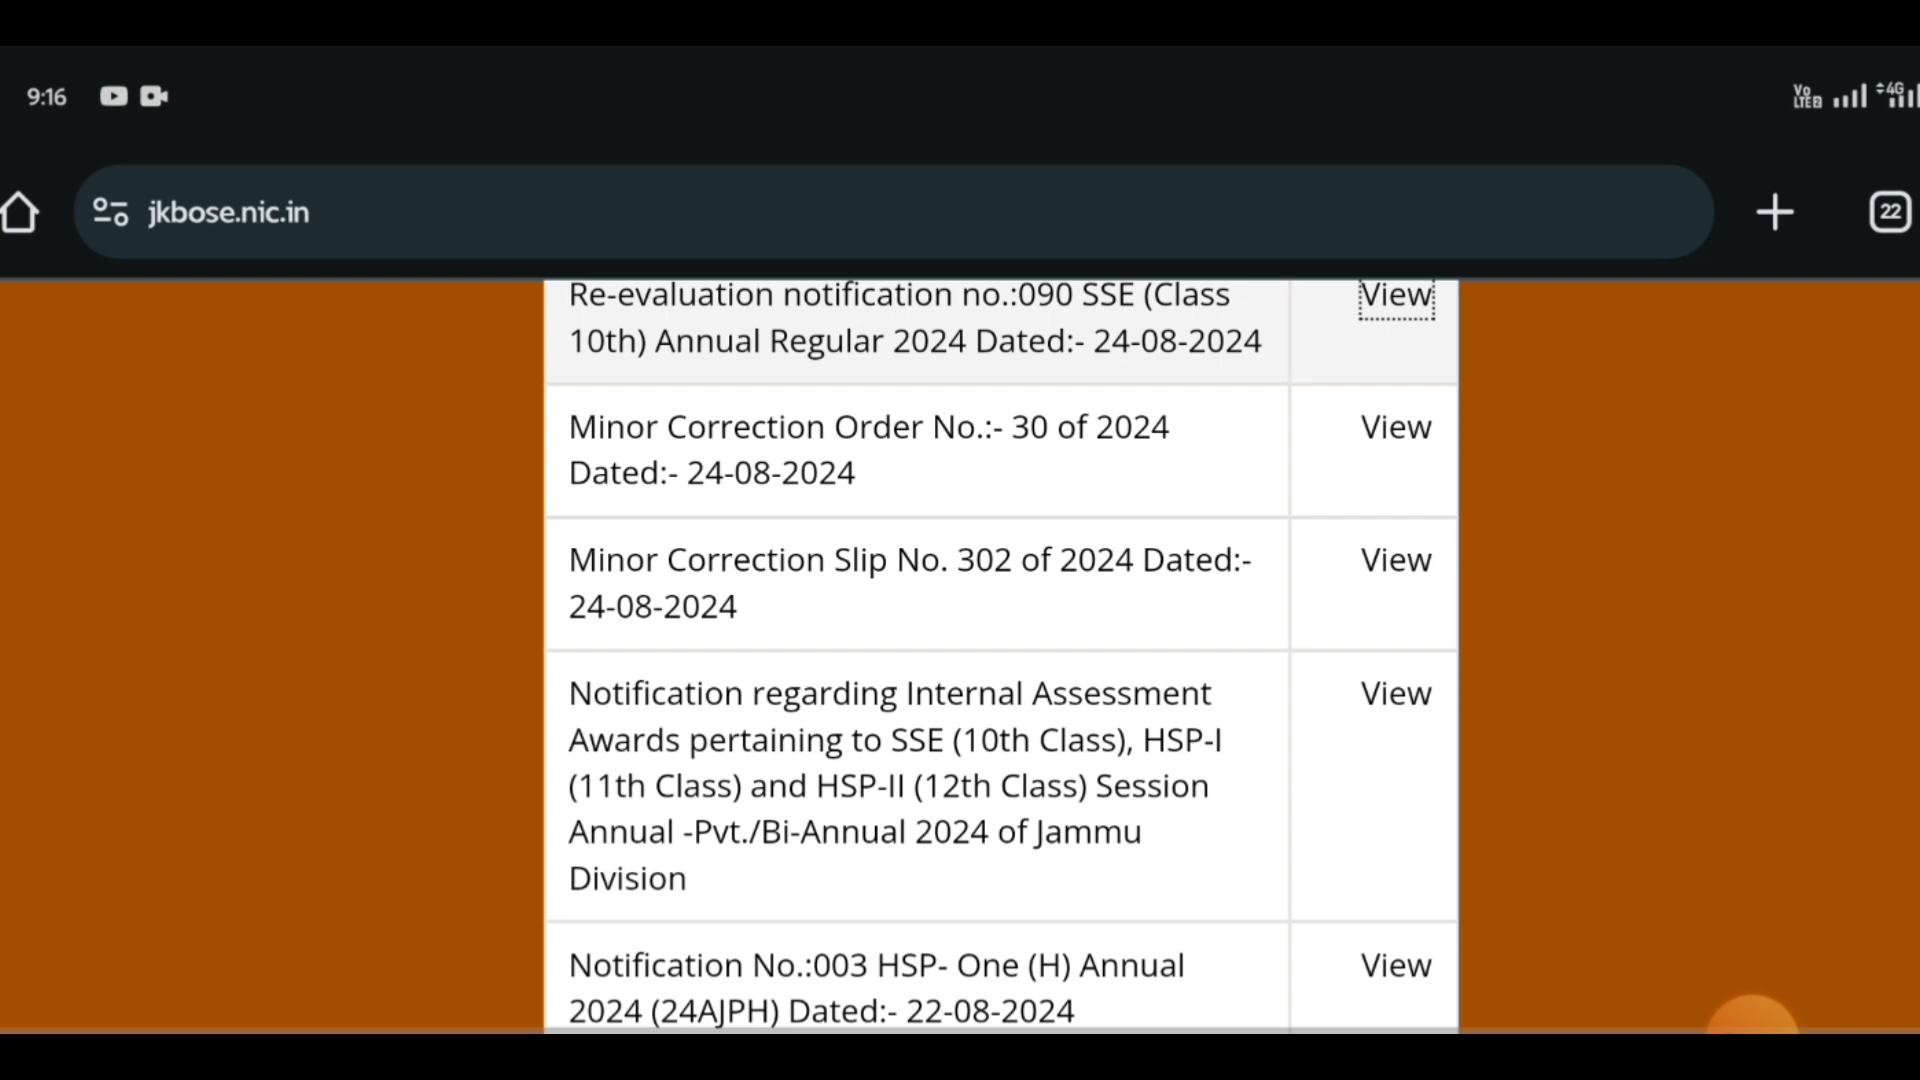 9:16
Vo
LTE2
4G
jkbose.nic.in
22
Re-evaluation notification no.:090 SSE (Class
10th) Annual Regular 2024 Dated:- 24-08-2024
View
Minor Correction Order No.:- 30 of 2024
Dated:- 24-08-2024
View
Minor Correction Slip No. 302 of 2024 Dated:-
24-08-2024
View
Notification regarding Internal Assessment
Awards pertaining to SSE (10th Class), HSP-I
(11th Class) and HSP-II (12th Class) Session
Annual -Pvt./Bi-Annual 2024 of Jammu
Division
View
Notification No.:003 HSP- One (H) Annual
2024 (24AJPH) Dated:- 22-08-2024
View